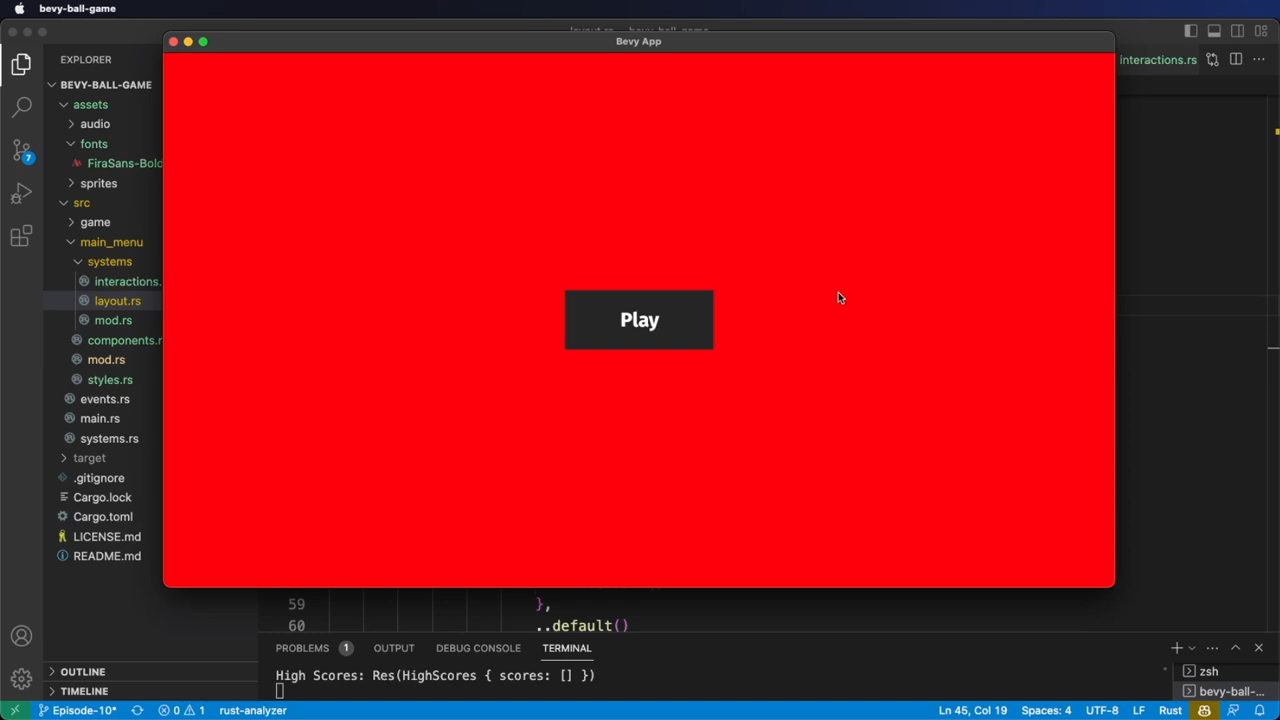 bevy-ball-game
Bevy App
EXPLORER
interactions.rs
BEVY-BALL-GAME
assets
audio
fonts
FiraSans-Bold
sprites
src
game
main_menu
systems
interactions.
layout.rs
mod.rs
components.r
mod.rs
styles.rs
events.rs
main.rs
systems.rs
target
.gitignore
Cargo.lock
Cargo.toml
LICENSE.md
README.md
OUTLINE
TIMELINE
7
Play
59 },
60 ..default()
PROBLEMS 1 OUTPUT DEBUG CONSOLE TERMINAL
High Scores: Res(HighScores { scores: [] })
zsh
bevy-ball-...
Episode-10* 0 1 rust-analyzer Ln 45, Col 19 Spaces: 4 UTF-8 LF Rust